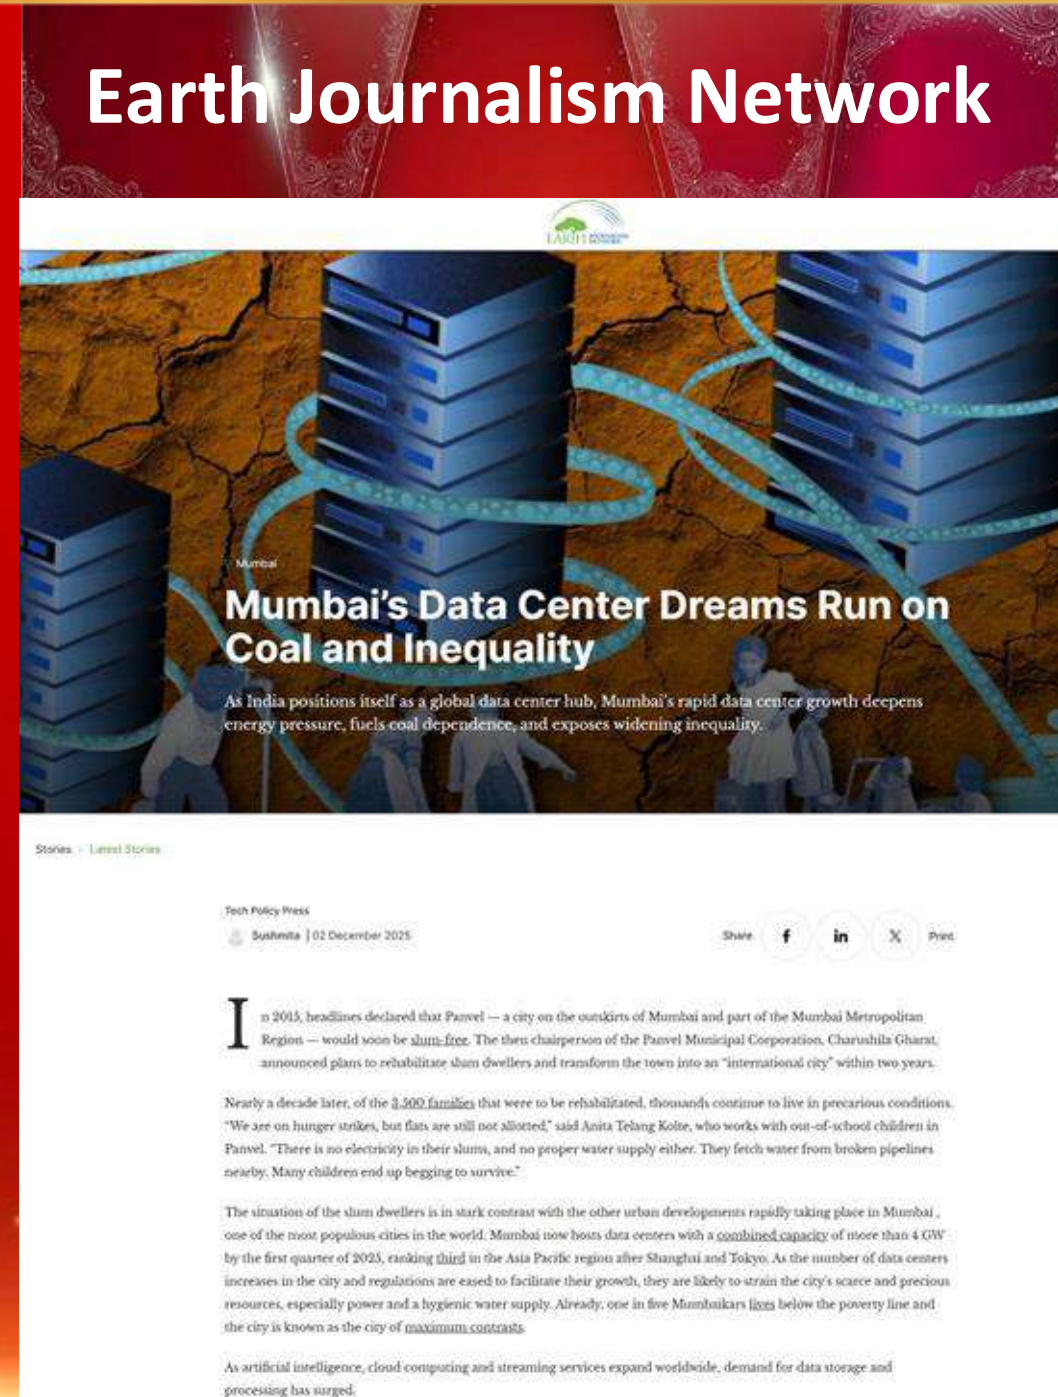 Earth Journalism Network
EARTH JOURNALISM NETWORK
Mumbai
Mumbai's Data Center Dreams Run on
Coal and Inequality
As India positions itself as a global data center hub, Mumbai's rapid data center growth deepens
energy pressure, fuels coal dependence, and exposes widening inequality.
Stories - Latest Stories
Tech Policy Press
Sushmita | 02 December 2025
Share f in X Print
In 2015, headlines declared that Panvel — a city on the outskirts of Mumbai and part of the Mumbai Metropolitan
Region — would soon be slum-free. The then chairperson of the Panvel Municipal Corporation, Charushila Gharat,
announced plans to rehabilitate slum dwellers and transform the town into an "international city" within two years.
Nearly a decade later, of the 3,500 families that were to be rehabilitated, thousands continue to live in precarious conditions.
"We are on hunger strikes, but flats are still not allotted," said Anita Telang Kolte, who works with out-of-school children in
Panvel. "There is no electricity in their slums, and no proper water supply either. They fetch water from broken pipelines
nearby. Many children end up begging to survive."
The situation of the slum dwellers is in stark contrast with the other urban developments rapidly taking place in Mumbai ,
one of the most populous cities in the world. Mumbai now hosts data centers with a combined capacity of more than 4 GW
by the first quarter of 2025, ranking third in the Asia Pacific region after Shanghai and Tokyo. As the number of data centers
increases in the city and regulations are eased to facilitate their growth, they are likely to strain the city's scarce and precious
resources, especially power and a hygienic water supply. Already, one in five Mumbaikars lives below the poverty line and
the city is known as the city of maximum contrasts.
As artificial intelligence, cloud computing and streaming services expand worldwide, demand for data storage and
processing has surged.